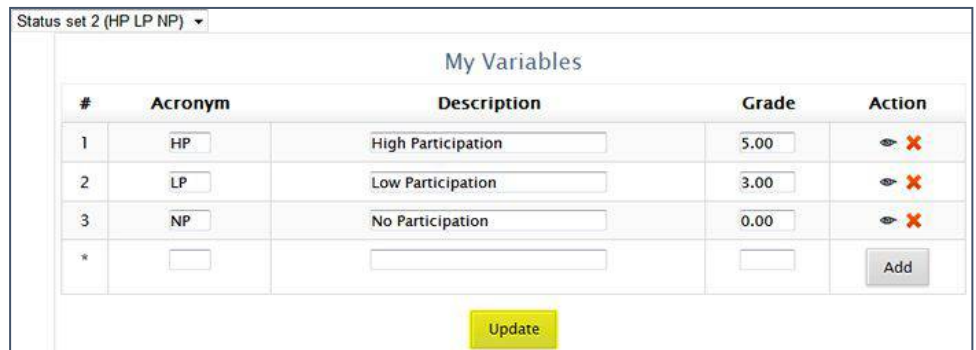 Status set 2 (HP LP NP)
My Variables
# Acronym Description Grade Action
1 HP High Participation 5.00
2 LP Low Participation 3.00
3 NP No Participation 0.00
* Add
Update